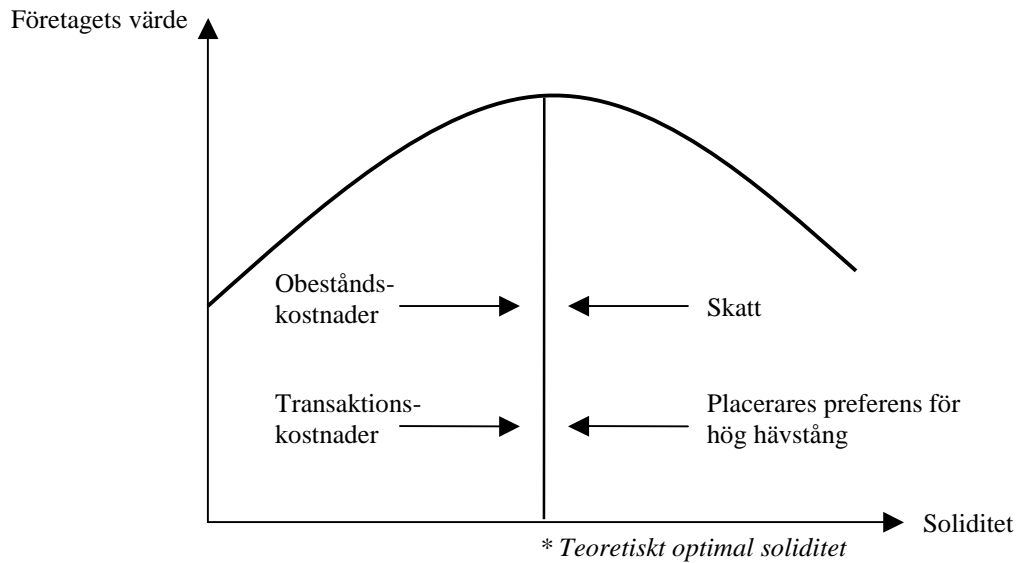 Företagets värde
Obestånds-
kostnader
Skatt
Transaktions-
kostnader
Placerares preferens för
hög hävstång
Soliditet
* Teoretiskt optimal soliditet